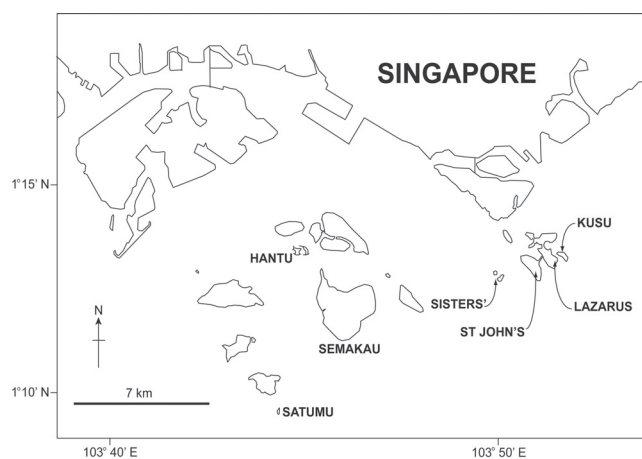 SINGAPORE
1° 15' N
KUSU
HANTU
SISTERS'
LAZARUS
ST JOHN'S
N
SEMAKAU
1° 10' N
7 km
SATUMU
103° 40' E
103° 50' E